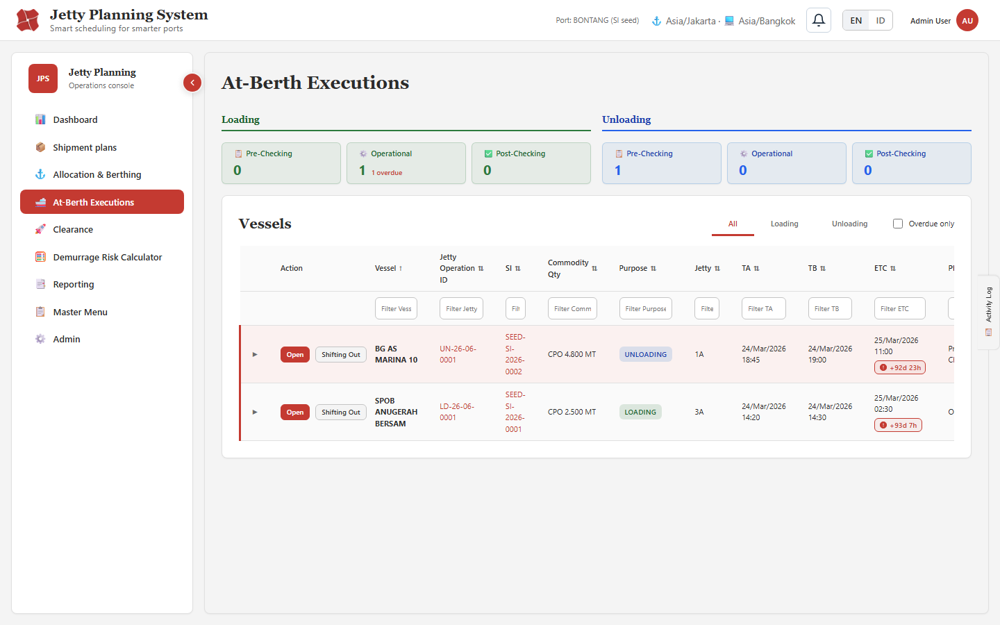 Jetty Planning System
Smart scheduling for smarter ports
Port: BONTANG (SI seed)
Asia/Jakarta · Asia/Bangkok
EN ID
Admin User AU
JPS
Jetty Planning
Operations console
Dashboard
Shipment plans
Allocation & Berthing
At-Berth Executions
Clearance
Demurrage Risk Calculator
Reporting
Master Menu
Admin
At-Berth Executions
Loading
Pre-Checking
0
Operational
1 1 overdue
Post-Checking
0
Unloading
Pre-Checking
1
Operational
0
Post-Checking
0
Vessels
All Loading Unloading Overdue only
Action
Vessel ↑
Jetty
Operation ⇅
ID
SI ⇅
Commodity ⇅
Qty
Purpose ⇅
Jetty ⇅
TA ⇅
TB ⇅
ETC ⇅
Filter Vess
Filter Jetty
Filt
Filter Comm
Filter Purpose
Filte
Filter TA
Filter TB
Filter ETC
▶ Open Shifting Out
BG AS
MARINA 10
UN-26-06-
0001
SEED-
SI-
2026-
0002
CPO 4.800 MT
UNLOADING
1A
24/Mar/2026
18:45
24/Mar/2026
19:00
25/Mar/2026
11:00
+92d 23h
▶ Open Shifting Out
SPOB
ANUGERAH
BERSAM
LD-26-06-
0001
SEED-
SI-
2026-
0001
CPO 2.500 MT
LOADING
3A
24/Mar/2026
14:20
24/Mar/2026
14:30
25/Mar/2026
02:30
+93d 7h
Activity Log